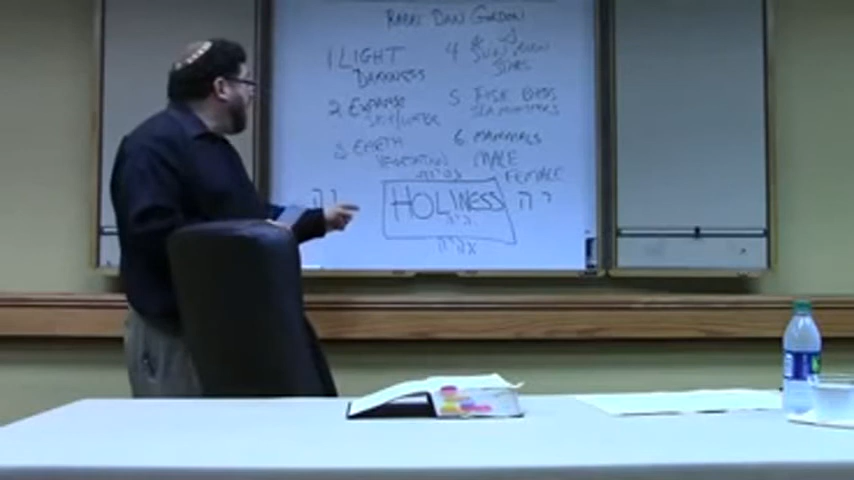 RABBI DAN GORDON
1 LIGHT
DARKNESS
2 EXPANSE
SKY/WATER
3 EARTH
VEGETATION
4 SUN MOON
STARS
5 FISH BIRDS
SEA MONSTERS
6 MAMMALS
MALE
FEMALE
HOLINESS
יה